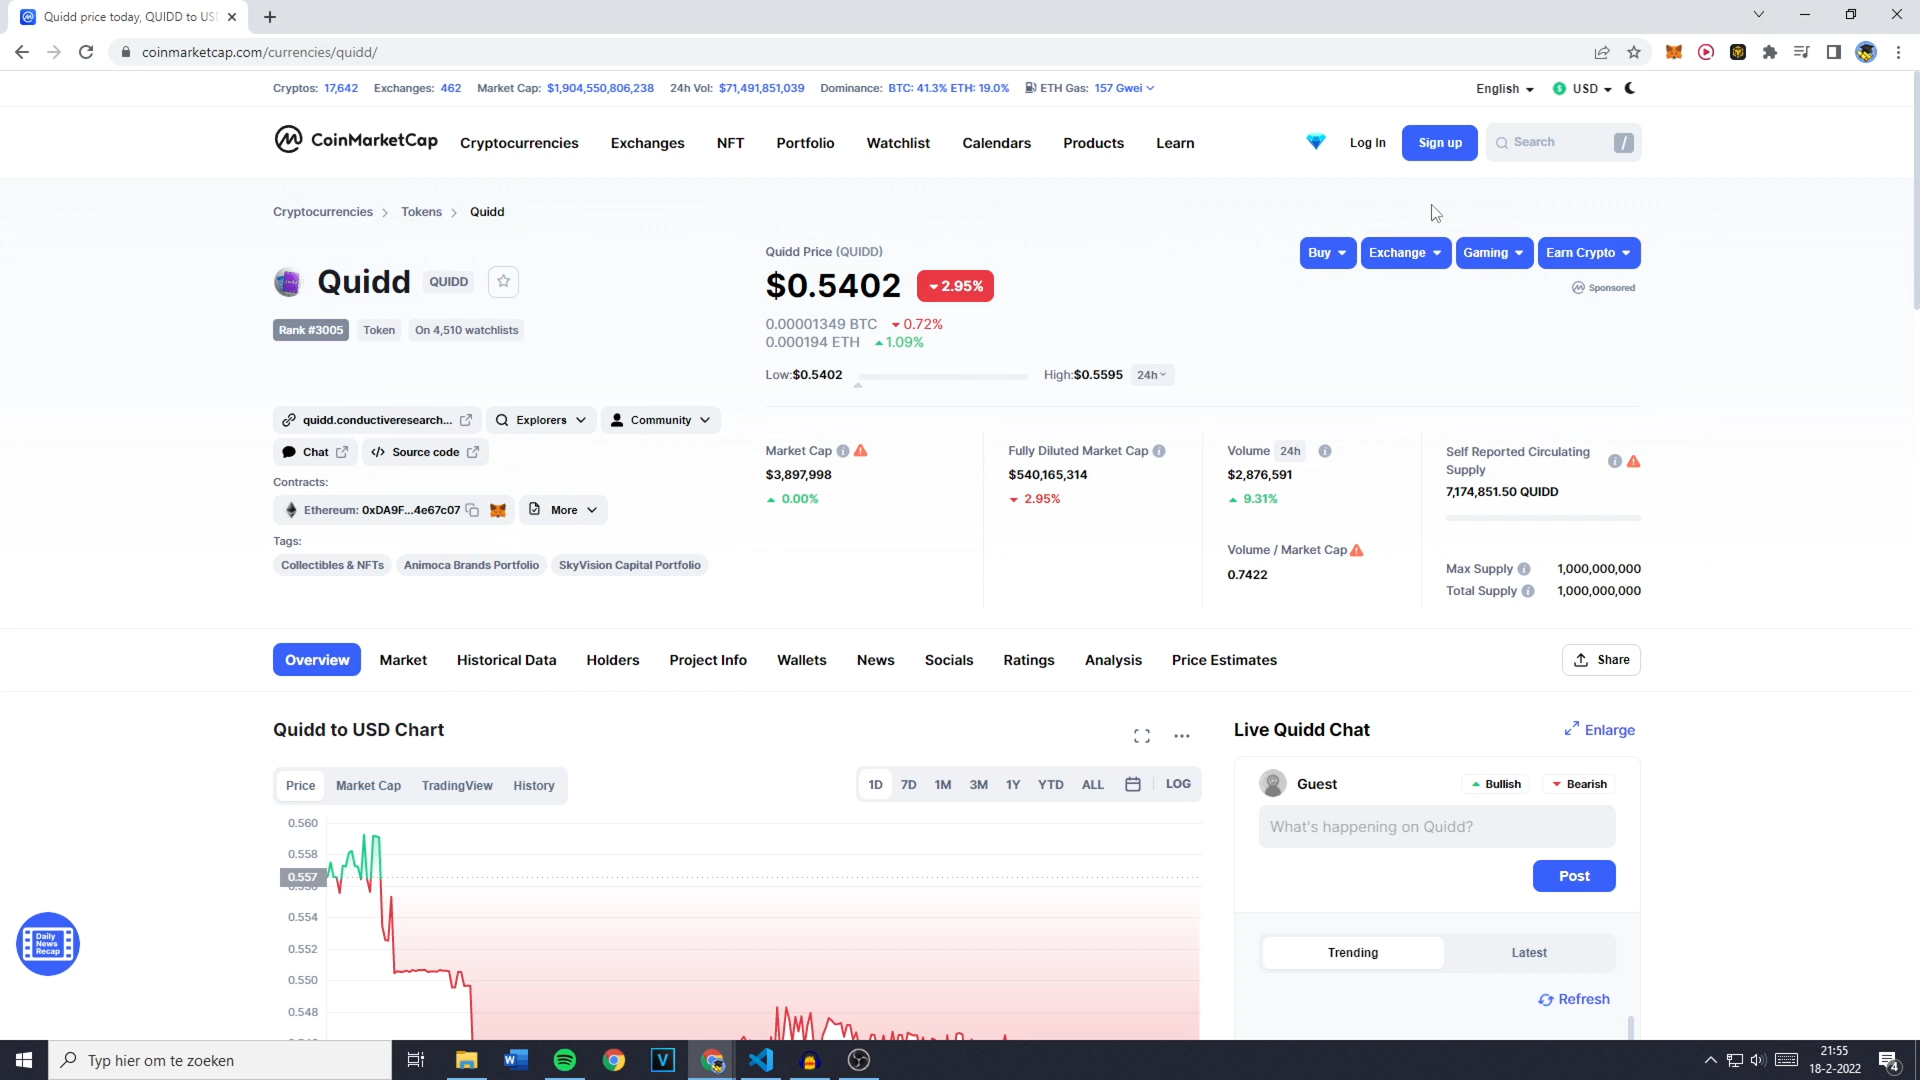 Quidd price today, QUIDD to US
coinmarketcap.com/currencies/quidd/
Cryptos: 17,642 Exchanges: 462 Market Cap: $1,904,550,806,238 24h Vol: $71,491,851,039 Dominance: BTC: 41.3% ETH: 19.0% ETH Gas: 157 Gwei English USD
CoinMarketCap Cryptocurrencies Exchanges NFT Portfolio Watchlist Calendars Products Learn Log In Sign up Search /
Cryptocurrencies > Tokens > Quidd
Quidd QUIDD
Rank #3005 Token On 4,510 watchlists
Quidd Price (QUIDD)
$0.5402 2.95%
0.00001349 BTC 0.72%
0.000194 ETH 1.09%
Low:$0.5402 High:$0.5595 24h
Buy Exchange Gaming Earn Crypto
Sponsored
quidd.conductiveresearch... Explorers Community
Chat Source code
Contracts:
Ethereum: 0xDA9F...4e67c07 More
Tags:
Collectibles & NFTs Animoca Brands Portfolio SkyVision Capital Portfolio
Market Cap
$3,897,998
0.00%
Fully Diluted Market Cap
$540,165,314
2.95%
Volume 24h
$2,876,591
9.31%
Volume / Market Cap
0.7422
Self Reported Circulating
Supply
7,174,851.50 QUIDD
Max Supply 1,000,000,000
Total Supply 1,000,000,000
Overview Market Historical Data Holders Project Info Wallets News Socials Ratings Analysis Price Estimates Share
Quidd to USD Chart
Price Market Cap TradingView History 1D 7D 1M 3M 1Y YTD ALL LOG
0.560
0.558
0.557
0.554
0.552
0.550
0.548
Live Quidd Chat Enlarge
Guest Bullish Bearish
What's happening on Quidd?
Post
Trending Latest
Refresh
Daily
News
Recap
Typ hier om te zoeken
21:55
18-2-2022
4